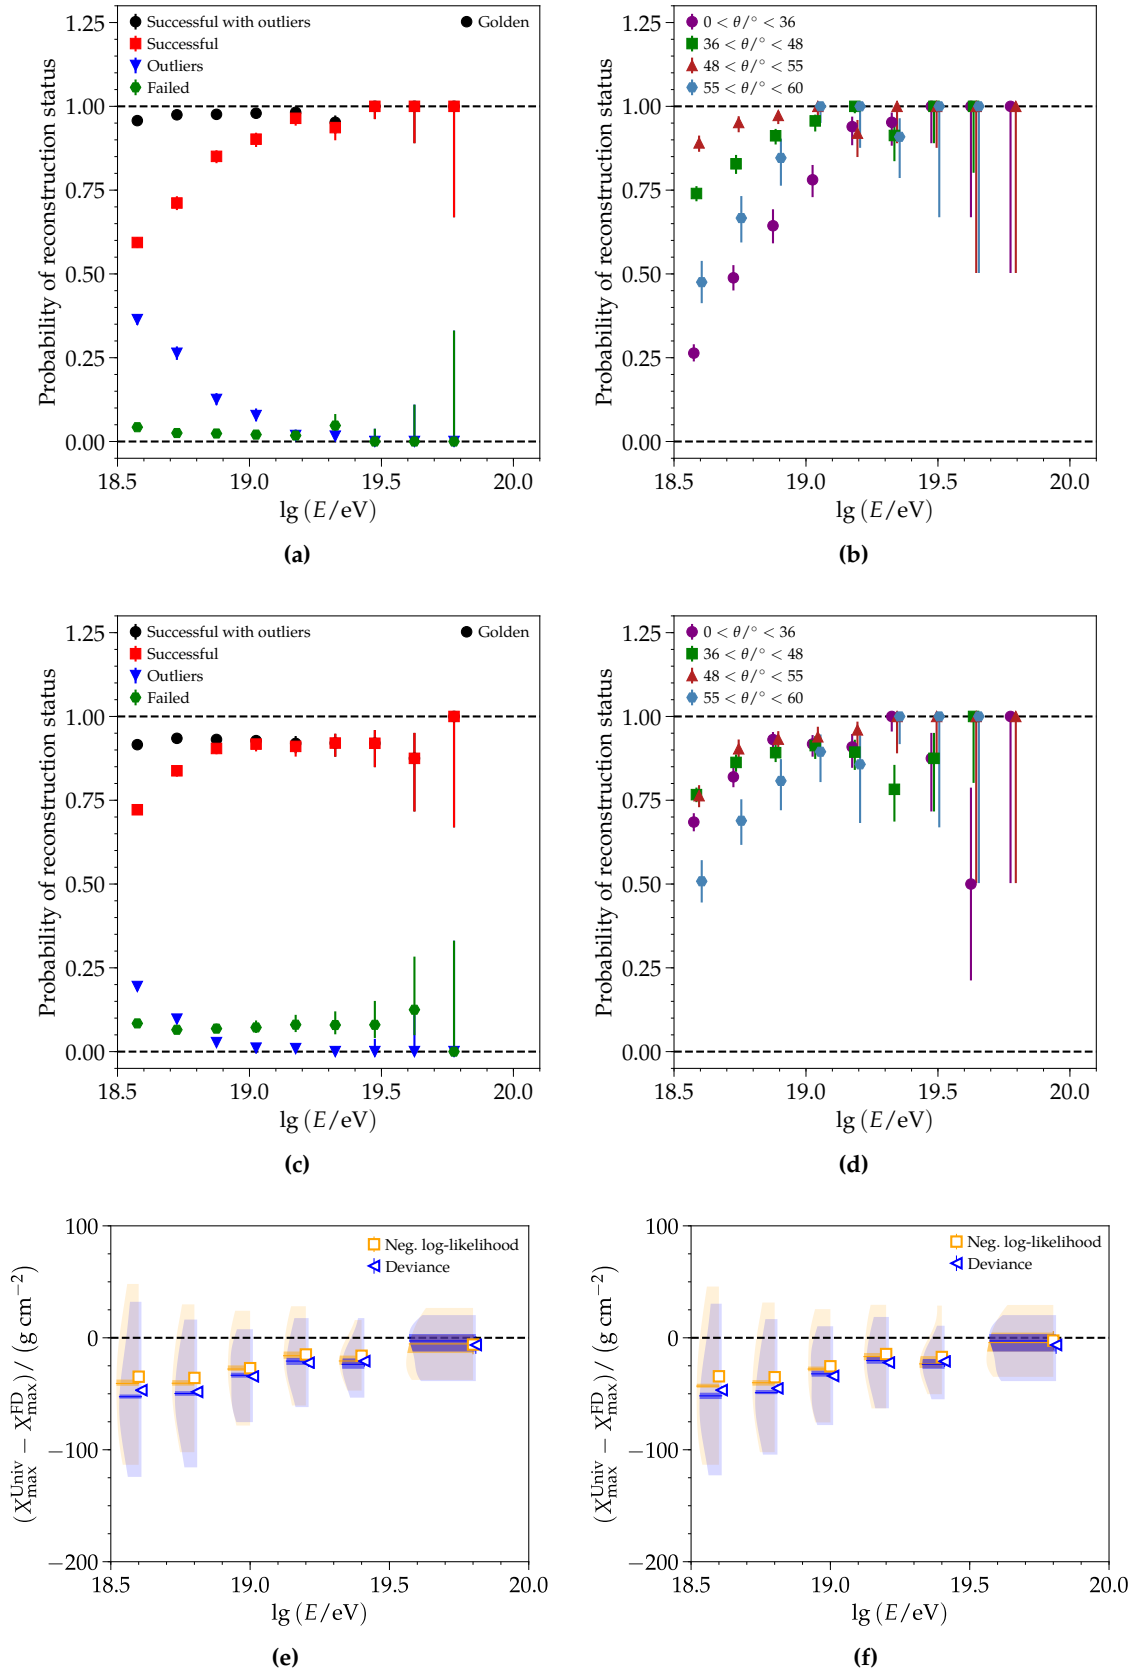 1.25
1.00
0.75
0.50
0.25
0.00
Probability of reconstruction status
Successful with outliers
Successful
Outliers
Failed
Golden
18.5 19.0 19.5 20.0
lg (E/eV)
(a)
1.25
1.00
0.75
0.50
0.25
0.00
Probability of reconstruction status
0 < θ/° < 36
36 < θ/° < 48
48 < θ/° < 55
55 < θ/° < 60
18.5 19.0 19.5 20.0
lg (E/eV)
(b)
1.25
1.00
0.75
0.50
0.25
0.00
Probability of reconstruction status
Successful with outliers
Successful
Outliers
Failed
Golden
18.5 19.0 19.5 20.0
lg (E/eV)
(c)
1.25
1.00
0.75
0.50
0.25
0.00
Probability of reconstruction status
0 < θ/° < 36
36 < θ/° < 48
48 < θ/° < 55
55 < θ/° < 60
18.5 19.0 19.5 20.0
lg (E/eV)
(d)
100
0
−100
−200
(X_max^Univ − X_max^FD) / (g cm⁻²)
Neg. log-likelihood
Deviance
18.5 19.0 19.5 20.0
lg (E/eV)
(e)
100
0
−100
−200
(X_max^Univ − X_max^FD) / (g cm⁻²)
Neg. log-likelihood
Deviance
18.5 19.0 19.5 20.0
lg (E/eV)
(f)